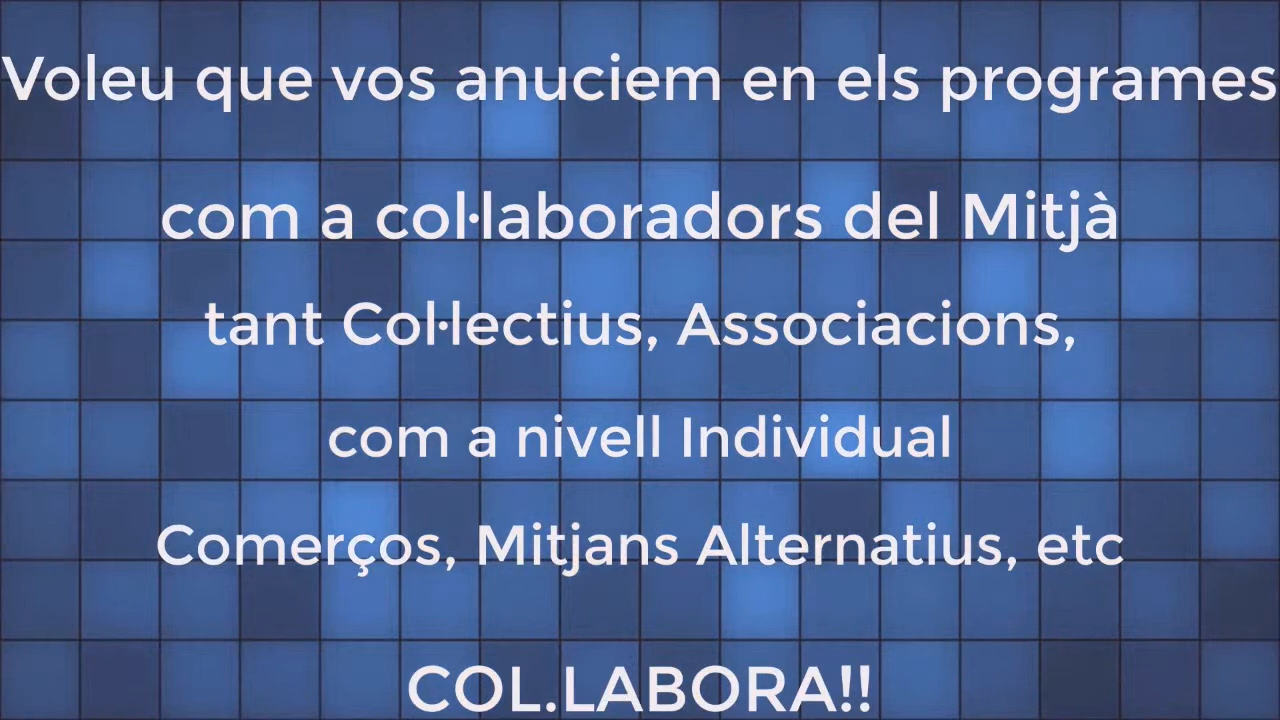 Voleu que vos anuciem en els programes
com a col·laboradors del Mitjà
tant Col·lectius, Associacions,
com a nivell Individual
Comerços, Mitjans Alternatius, etc
COL.LABORA!!